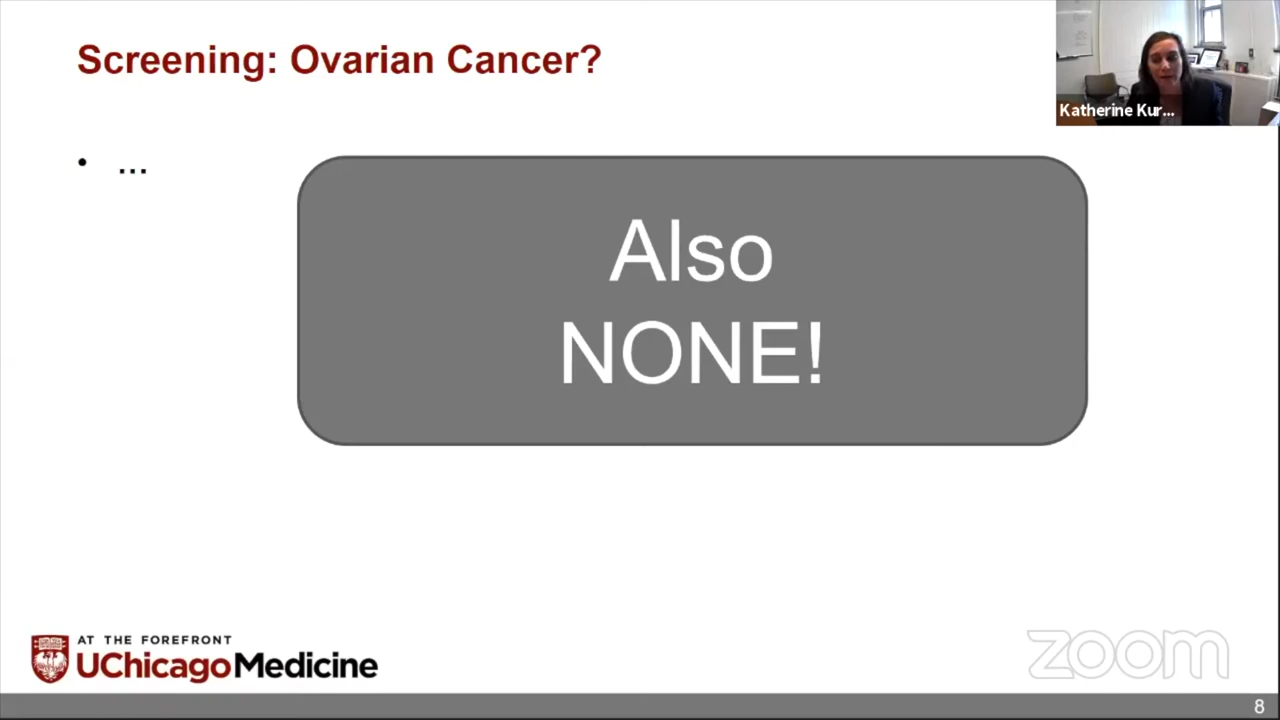 Screening: Ovarian Cancer?
Katherine Kur...
• ...
Also
NONE!
AT THE FOREFRONT
UChicagoMedicine
zoom
8